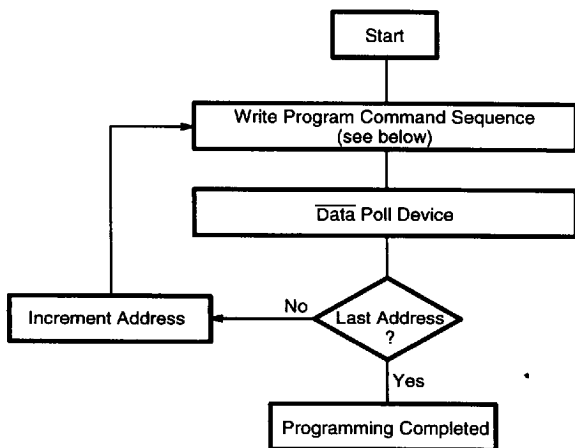 Start
Write Program Command Sequence
(see below)
Data Poll Device
Last Address
?
No
Increment Address
Yes
Programming Completed